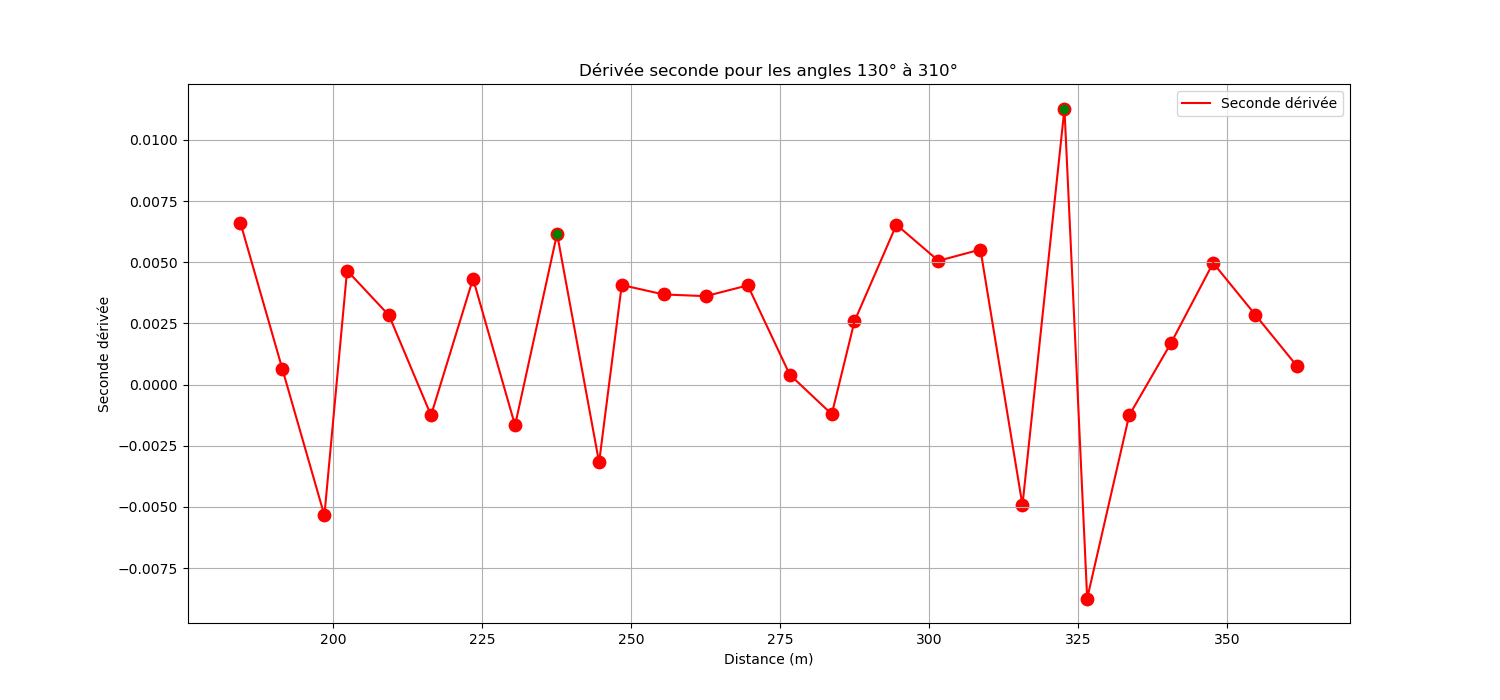 Dérivée seconde pour les angles 130° à 310°
Seconde dérivée
0.0100
0.0075
0.0050
0.0025
0.0000
−0.0025
−0.0050
−0.0075
Seconde dérivée
200 225 250 275 300 325 350
Distance (m)